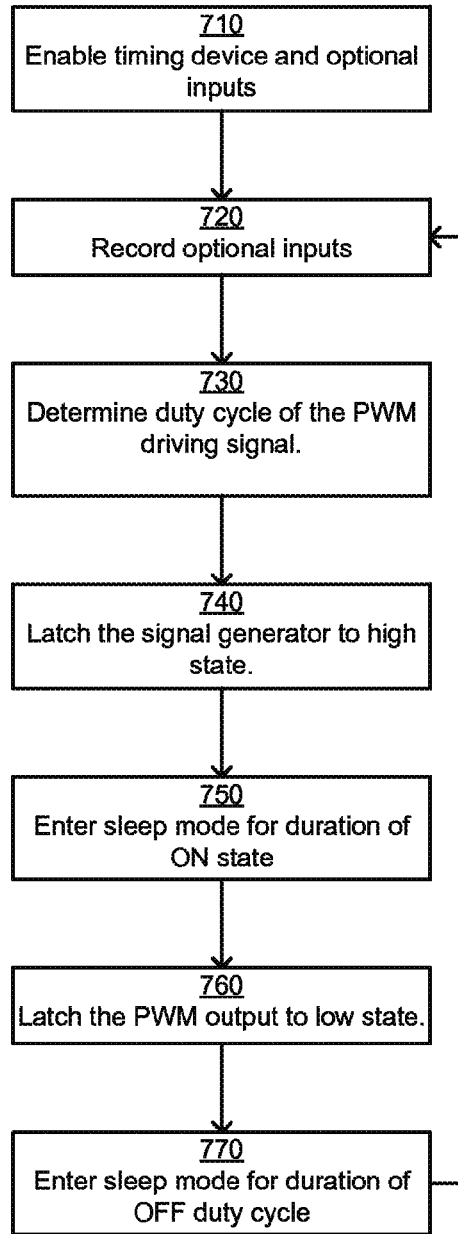 710
Enable timing device and optional
inputs
720
Record optional inputs
730
Determine duty cycle of the PWM
driving signal.
740
Latch the signal generator to high
state.
750
Enter sleep mode for duration of
ON state
760
Latch the PWM output to low state.
770
Enter sleep mode for duration of
OFF duty cycle